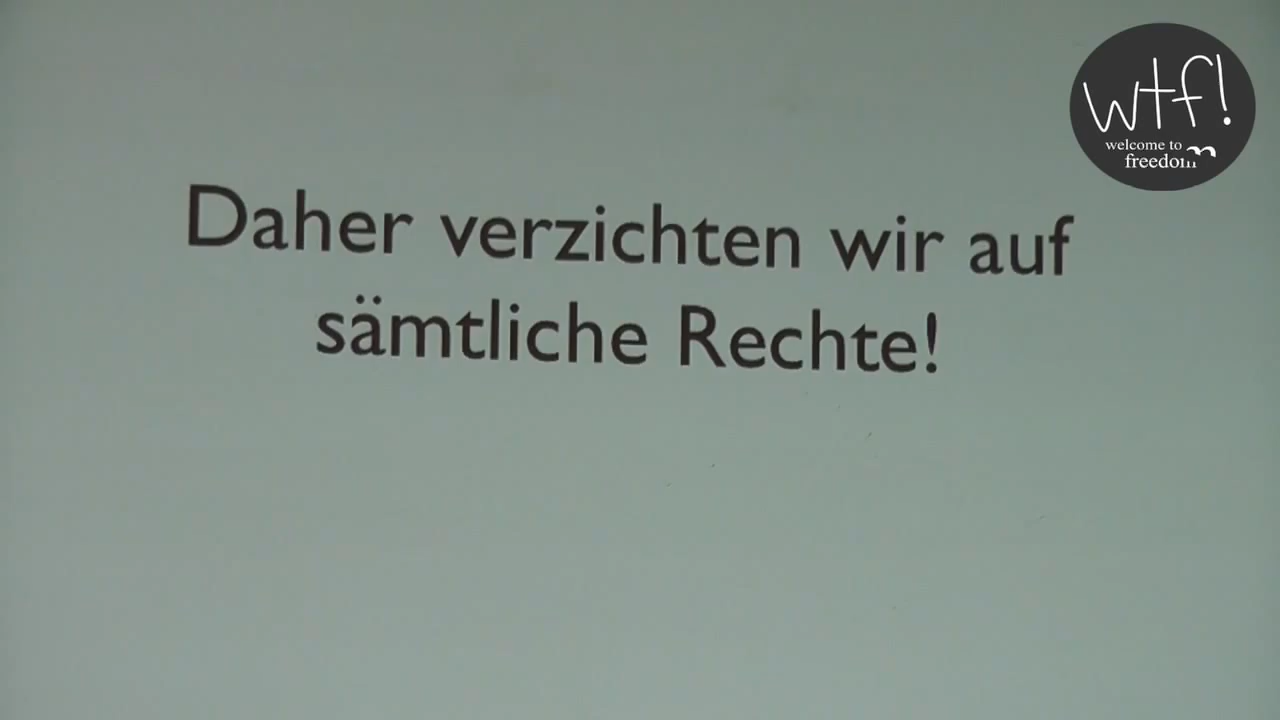 wtf!
welcome to
freedom
Daher verzichten wir auf
sämtliche Rechte!